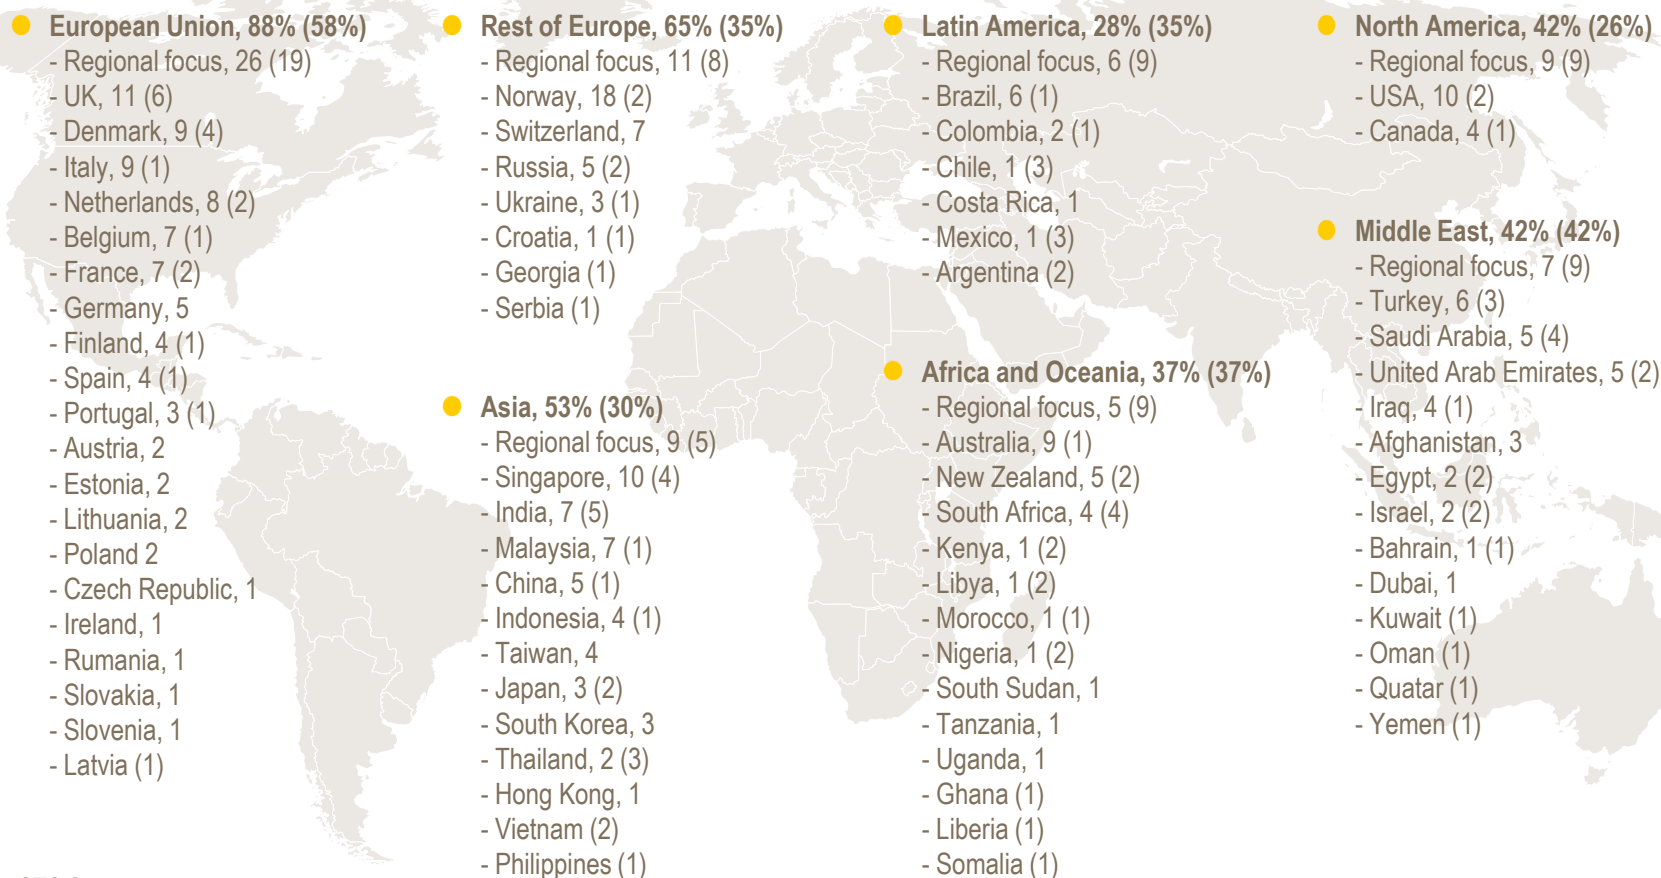 European Union, 88% (58%)
- Regional focus, 26 (19)
- UK, 11 (6)
- Denmark, 9 (4)
- Italy, 9 (1)
- Netherlands, 8 (2)
- Belgium, 7 (1)
- France, 7 (2)
- Germany, 5
- Finland, 4 (1)
- Spain, 4 (1)
- Portugal, 3 (1)
- Austria, 2
- Estonia, 2
- Lithuania, 2
- Poland 2
- Czech Republic, 1
- Ireland, 1
- Rumania, 1
- Slovakia, 1
- Slovenia, 1
- Latvia (1)
Rest of Europe, 65% (35%)
- Regional focus, 11 (8)
- Norway, 18 (2)
- Switzerland, 7
- Russia, 5 (2)
- Ukraine, 3 (1)
- Croatia, 1 (1)
- Georgia (1)
- Serbia (1)
Asia, 53% (30%)
- Regional focus, 9 (5)
- Singapore, 10 (4)
- India, 7 (5)
- Malaysia, 7 (1)
- China, 5 (1)
- Indonesia, 4 (1)
- Taiwan, 4
- Japan, 3 (2)
- South Korea, 3
- Thailand, 2 (3)
- Hong Kong, 1
- Vietnam (2)
- Philippines (1)
Latin America, 28% (35%)
- Regional focus, 6 (9)
- Brazil, 6 (1)
- Colombia, 2 (1)
- Chile, 1 (3)
- Costa Rica, 1
- Mexico, 1 (3)
- Argentina (2)
Africa and Oceania, 37% (37%)
- Regional focus, 5 (9)
- Australia, 9 (1)
- New Zealand, 5 (2)
- South Africa, 4 (4)
- Kenya, 1 (2)
- Libya, 1 (2)
- Morocco, 1 (1)
- Nigeria, 1 (2)
- South Sudan, 1
- Tanzania, 1
- Uganda, 1
- Ghana (1)
- Liberia (1)
- Somalia (1)
North America, 42% (26%)
- Regional focus, 9 (9)
- USA, 10 (2)
- Canada, 4 (1)
Middle East, 42% (42%)
- Regional focus, 7 (9)
- Turkey, 6 (3)
- Saudi Arabia, 5 (4)
- United Arab Emirates, 5 (2)
- Iraq, 4 (1)
- Afghanistan, 3
- Egypt, 2 (2)
- Israel, 2 (2)
- Bahrain, 1 (1)
- Dubai, 1
- Kuwait (1)
- Oman (1)
- Quatar (1)
- Yemen (1)